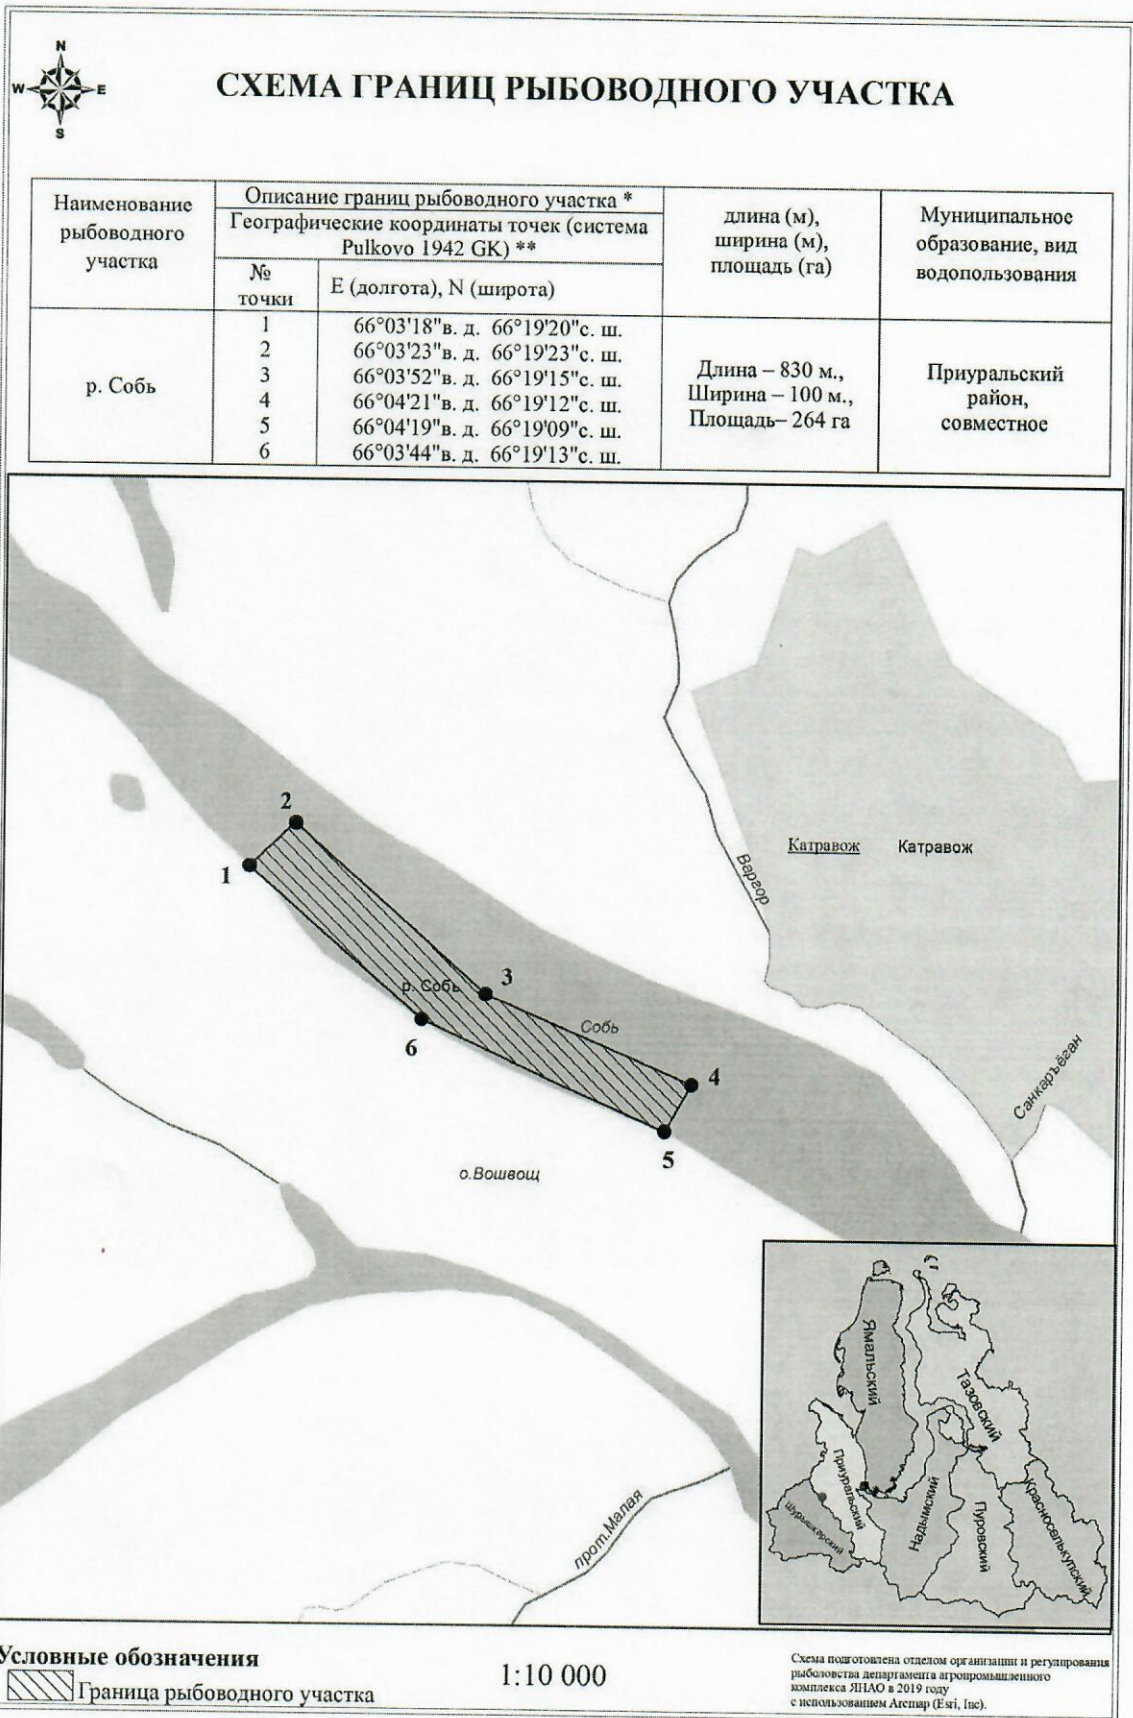 N
W E
S
СХЕМА ГРАНИЦ РЫБОВОДНОГО УЧАСТКА
Наименование
рыбоводного
участка
Описание границ рыбоводного участка *
Географические координаты точек (система
Pulkovo 1942 GK) **
№
точки
E (долгота), N (широта)
длина (м),
ширина (м),
площадь (га)
Муниципальное
образование, вид
водопользования
р. Собь
1 66°03'18"в. д. 66°19'20"с. ш.
2 66°03'23"в. д. 66°19'23"с. ш.
3 66°03'52"в. д. 66°19'15"с. ш.
4 66°04'21"в. д. 66°19'12"с. ш.
5 66°04'19"в. д. 66°19'09"с. ш.
6 66°03'44"в. д. 66°19'13"с. ш.
Длина – 830 м.,
Ширина – 100 м.,
Площадь– 264 га
Приуральский
район,
совместное
2
1
Катравож Катравож
Варгор
3
р. Собь
Собь
6
4
Санкаръёган
5
о.Вошвощ
прот.Малая
Ямальский
Тазовский
Приуральский
Шурышкарский
Надымский
Пуровский
Красноселькупский
Условные обозначения
Граница рыбоводного участка
1:10 000
Схема подготовлена отделом организации и регулирования
рыболовства департамента агропромышленного
комплекса ЯНАО в 2019 году
с использованием Arcmap (Esri, Inc).